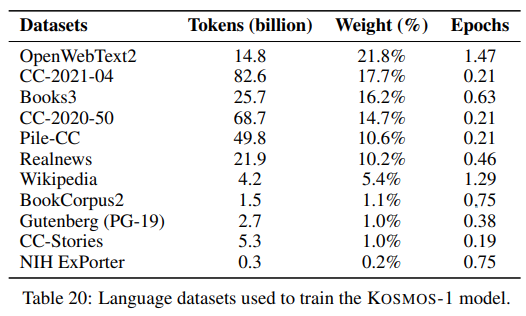 Datasets Tokens (billion) Weight (%) Epochs
OpenWebText2 14.8 21.8% 1.47
CC-2021-04 82.6 17.7% 0.21
Books3 25.7 16.2% 0.63
CC-2020-50 68.7 14.7% 0.21
Pile-CC 49.8 10.6% 0.21
Realnews 21.9 10.2% 0.46
Wikipedia 4.2 5.4% 1.29
BookCorpus2 1.5 1.1% 0,75
Gutenberg (PG-19) 2.7 1.0% 0.38
CC-Stories 5.3 1.0% 0.19
NIH ExPorter 0.3 0.2% 0.75
Table 20: Language datasets used to train the KOSMOS-1 model.